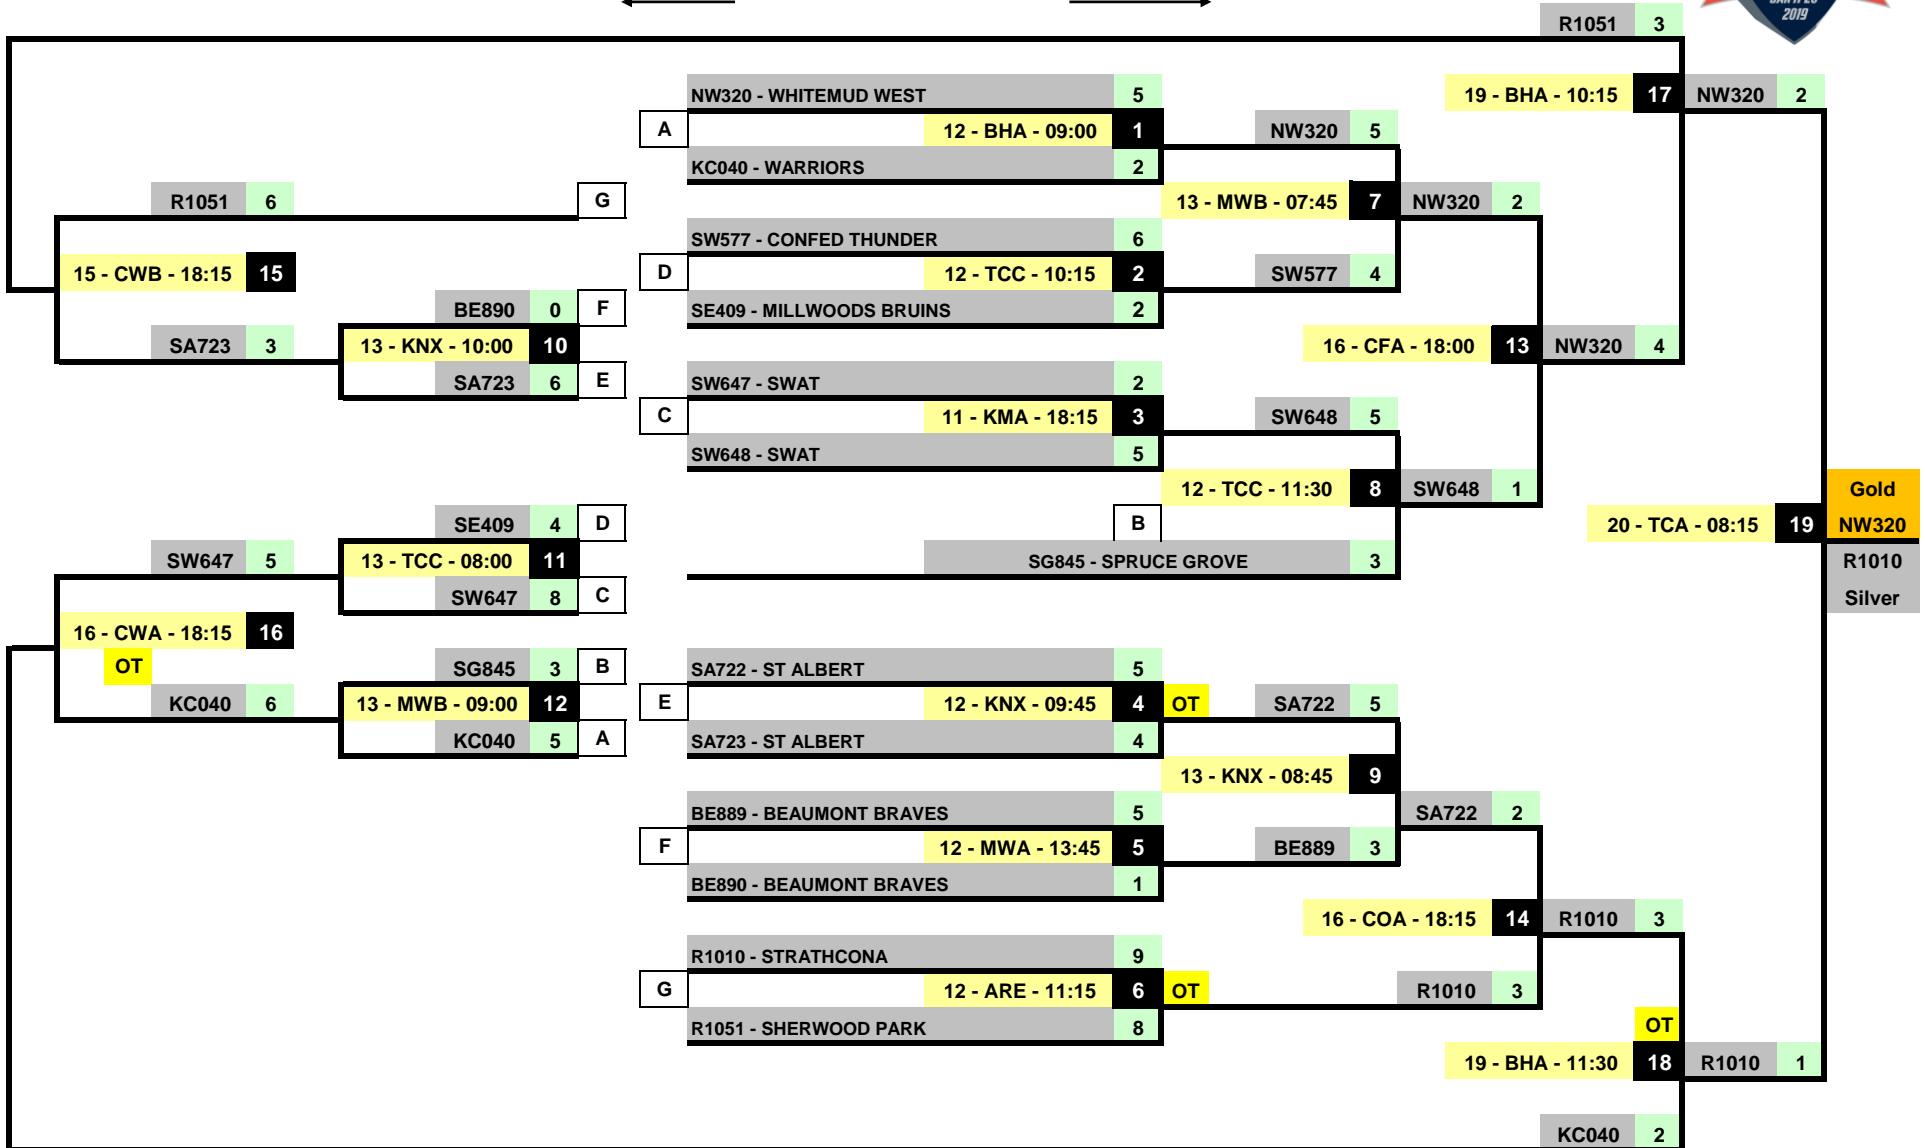 JAN 11-20
2019
R1051 3
NW320 - WHITEMUD WEST 5
19 - BHA - 10:15 17 NW320 2
A 12 - BHA - 09:00 1 NW320 5
KC040 - WARRIORS 2
R1051 6 G 13 - MWB - 07:45 7 NW320 2
SW577 - CONFED THUNDER 6
15 - CWB - 18:15 15 D 12 - TCC - 10:15 2 SW577 4
BE890 0 F SE409 - MILLWOODS BRUINS 2
SA723 3 13 - KNX - 10:00 10 16 - CFA - 18:00 13 NW320 4
SA723 6 E SW647 - SWAT 2
C 11 - KMA - 18:15 3 SW648 5
SW648 - SWAT 5
12 - TCC - 11:30 8 SW648 1 Gold
SE409 4 D B 20 - TCA - 08:15 19 NW320
SW647 5 13 - TCC - 08:00 11 SG845 - SPRUCE GROVE 3 R1010
SW647 8 C Silver
16 - CWA - 18:15 16
OT SG845 3 B SA722 - ST ALBERT 5
KC040 6 13 - MWB - 09:00 12 E 12 - KNX - 09:45 4 OT SA722 5
KC040 5 A SA723 - ST ALBERT 4
13 - KNX - 08:45 9
BE889 - BEAUMONT BRAVES 5 SA722 2
F 12 - MWA - 13:45 5 BE889 3
BE890 - BEAUMONT BRAVES 1
16 - COA - 18:15 14 R1010 3
R1010 - STRATHCONA 9
G 12 - ARE - 11:15 6 OT R1010 3
R1051 - SHERWOOD PARK 8 OT
19 - BHA - 11:30 18 R1010 1
KC040 2